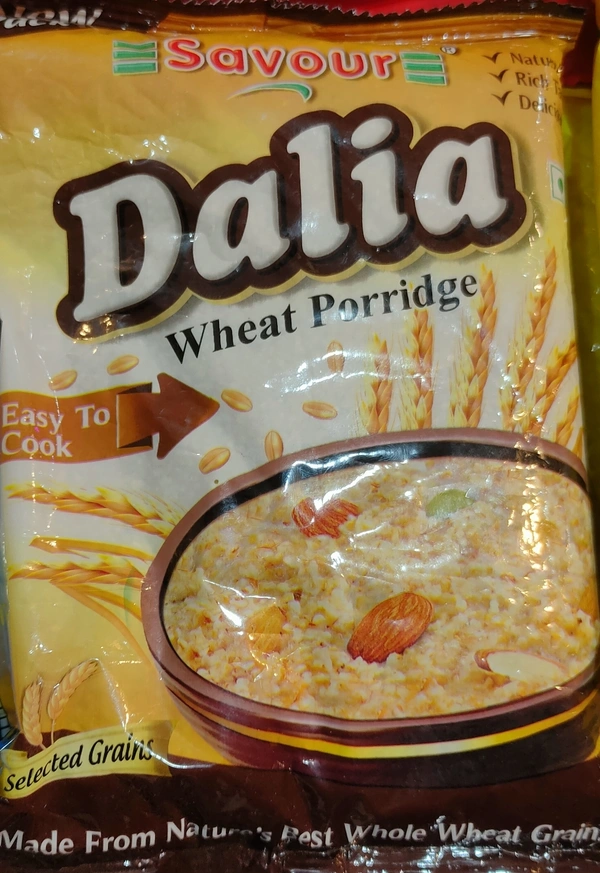 Savour
Dalia
Wheat Porridge
Easy To
Cook
Selected Grains
Made From Nature's Best Whole Wheat Grain